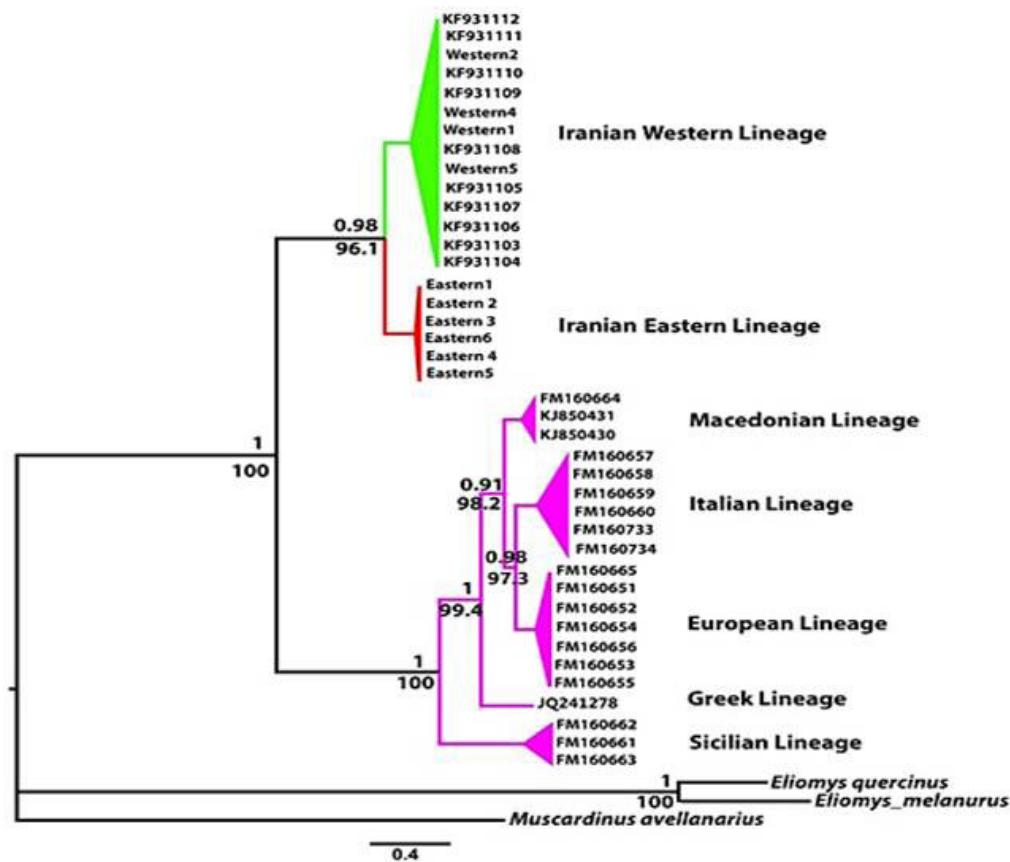 KF931112
KF931111
Western2
KF931110
KF931109
Western4
Western1
KF931108
Western5
KF931105
KF931107
KF931106
KF931103
KF931104
Iranian Western Lineage
0.98
96.1
Eastern1
Eastern 2
Eastern 3
Eastern6
Eastern 4
Eastern5
Iranian Eastern Lineage
FM160664
KJ850431
KJ850430
Macedonian Lineage
1
100
FM160657
FM160658
FM160659
FM160660
FM160733
FM160734
Italian Lineage
0.91
98.2
0.98
97.3
FM160665
FM160651
FM160652
FM160654
FM160656
FM160653
FM160655
European Lineage
1
99.4
1
100
JQ241278
Greek Lineage
FM160662
FM160661
FM160663
Sicilian Lineage
1
100
Eliomys quercinus
Eliomys_melanurus
Muscardinus avellanarius
0.4